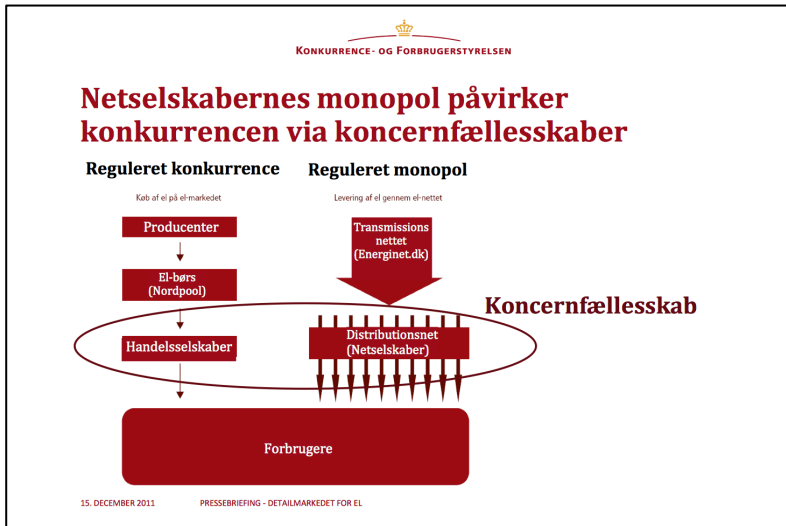 KONKURRENCE- OG FORBRUGERSTYRELSEN
Netselskabernes monopol påvirker
konkurrencen via koncernfællesskaber
Reguleret konkurrence
Reguleret monopol
Køb af el på el-markedet
Levering af el gennem el-nettet
Producenter
Transmissions
nettet
(Energinet.dk)
El-børs
(Nordpool)
Koncernfællesskab
Handelsselskaber
Distributionsnet
(Netselskaber)
Forbrugere
15. DECEMBER 2011
PRESSEBRIEFING - DETAILMARKEDET FOR EL